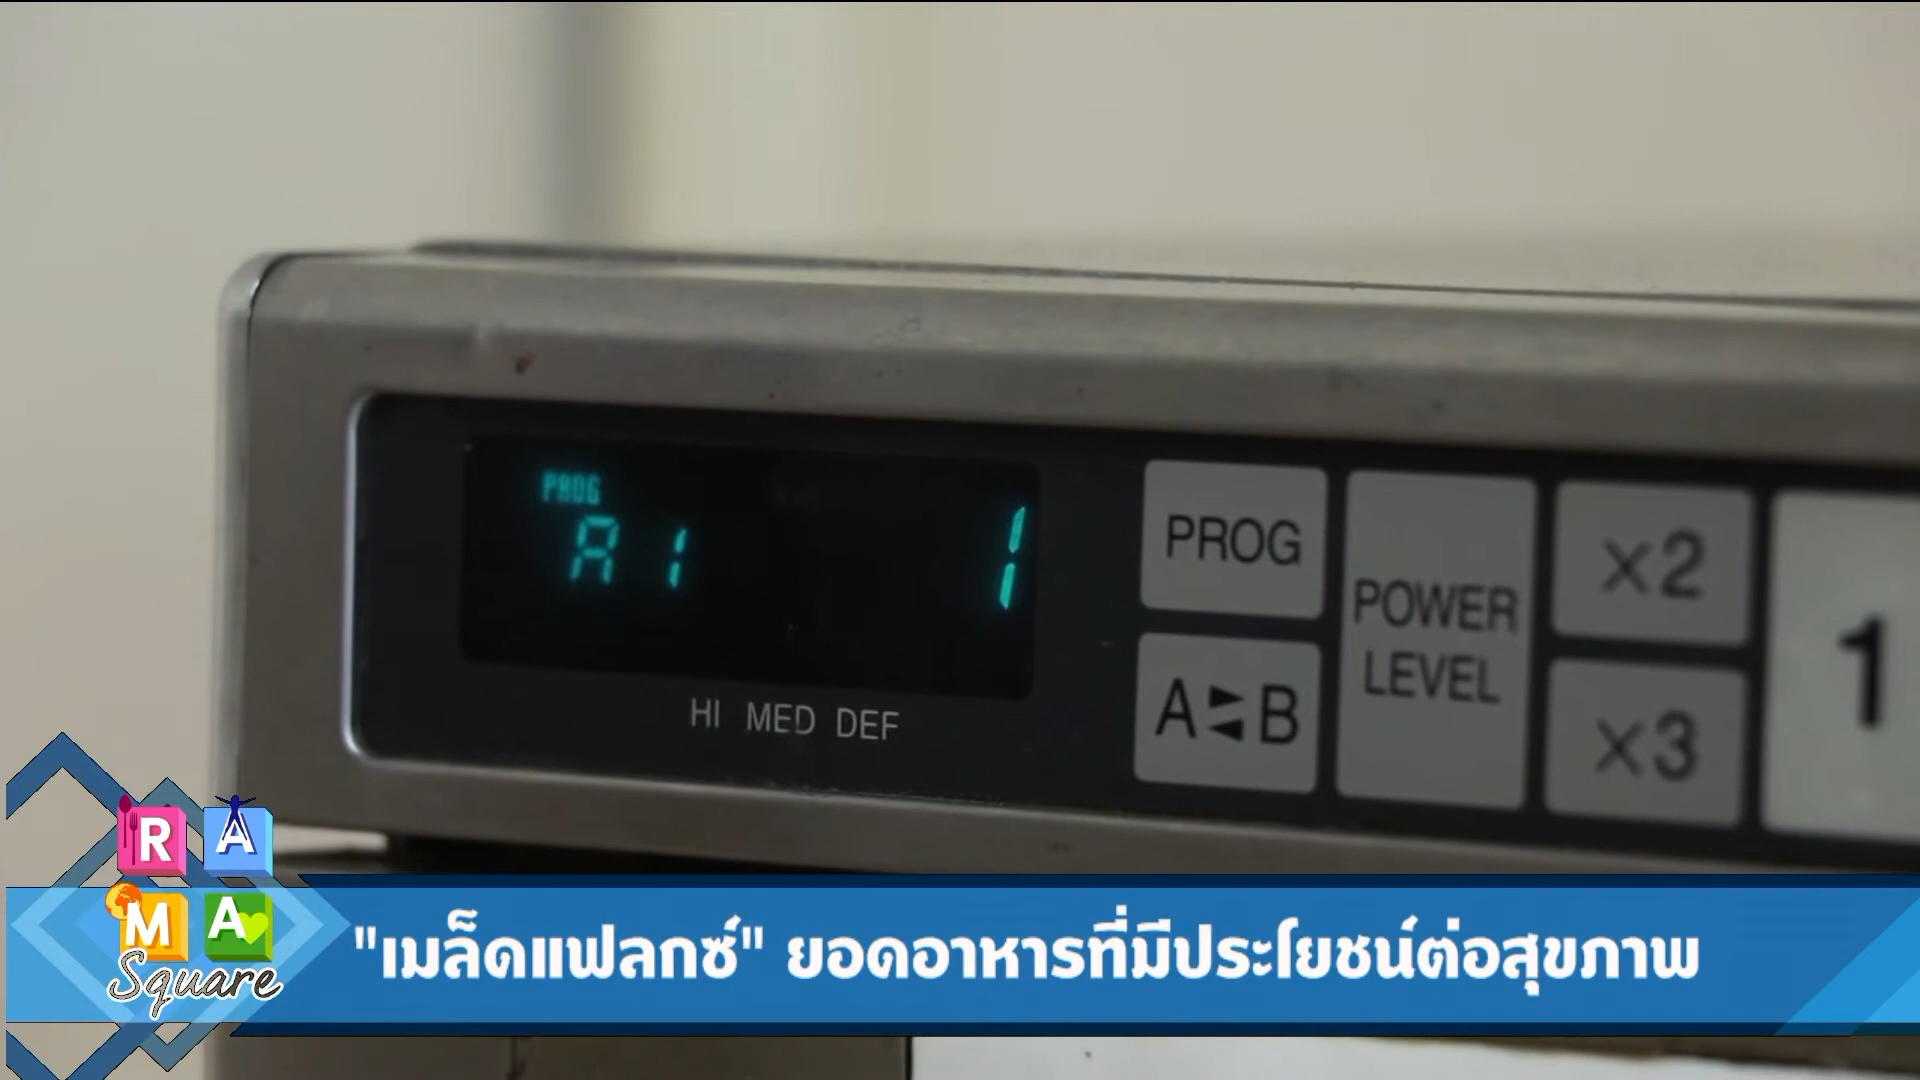 PROG
A1 1
HI MED DEF
PROG
A B
POWER
LEVEL
x2
x3
1
RAMA
Square
"เมล็ดแฟลกซ์" ยอดอาหารที่มีประโยชน์ต่อสุขภาพ